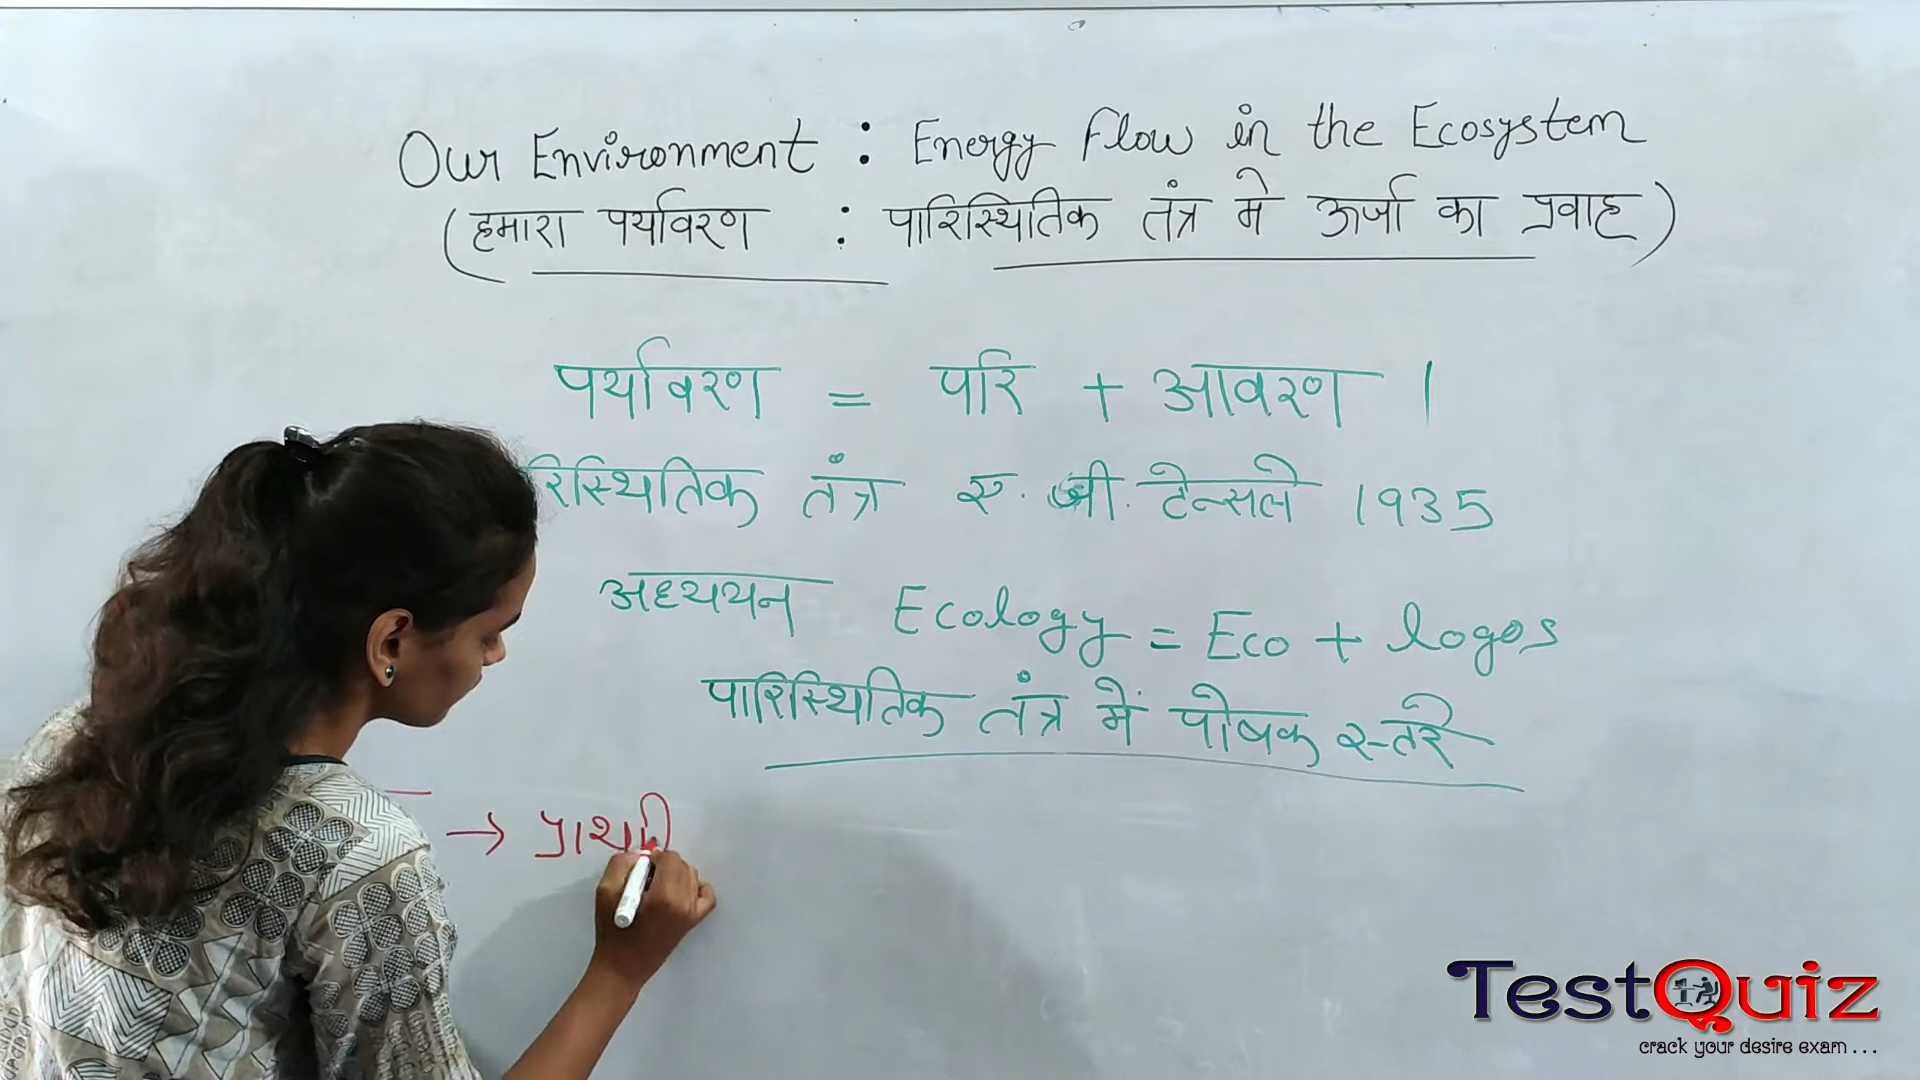 Our Environment : Energy Flow in the Ecosystem
(हमारा पर्यावरण : पारिस्थितिक तंत्र मे ऊर्जा का प्रवाह)
पर्यावरण = परि + आवरण ।
रिस्थितिक तंत्र ए. जी. टेन्सले 1935
अध्ययन Ecology = Eco + logos
पारिस्थितिक तंत्र में पोषक स्तर
→
TestQuiz
crack your desire exam...